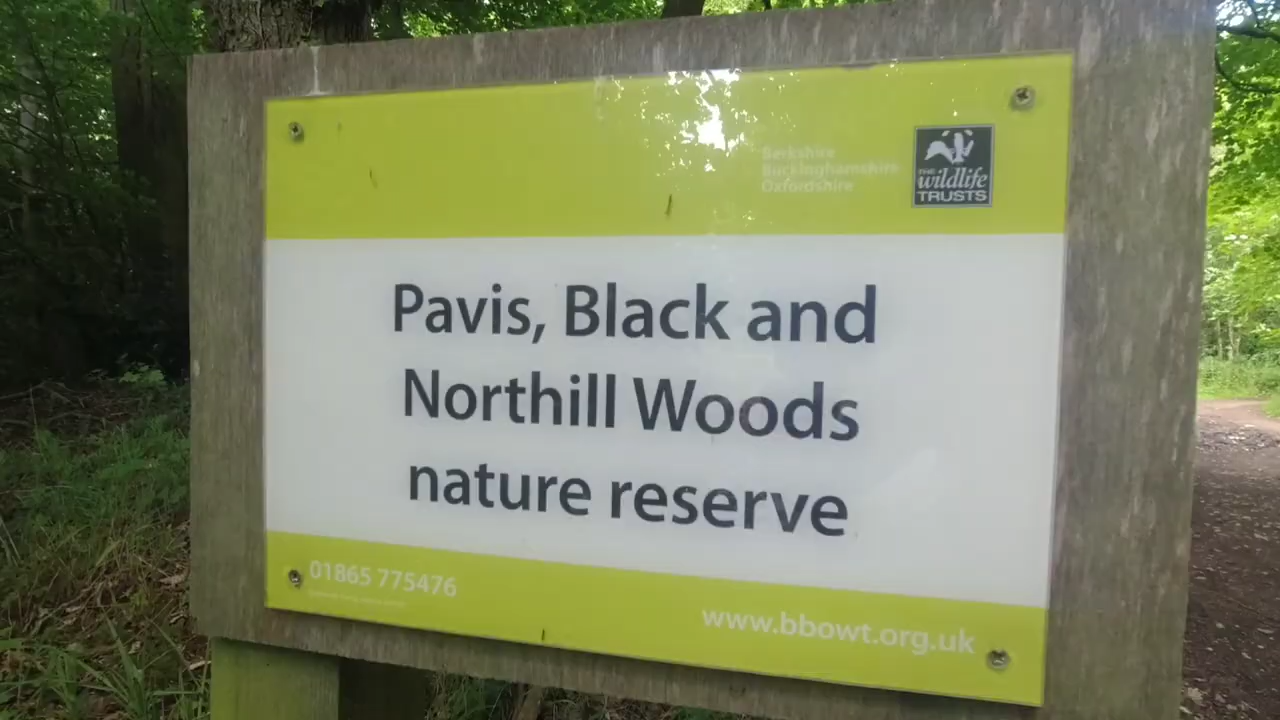 Berkshire
Buckinghamshire
Oxfordshire
THE
wildlife
TRUSTS
Pavis, Black and
Northill Woods
nature reserve
01865 775476
www.bbowt.org.uk